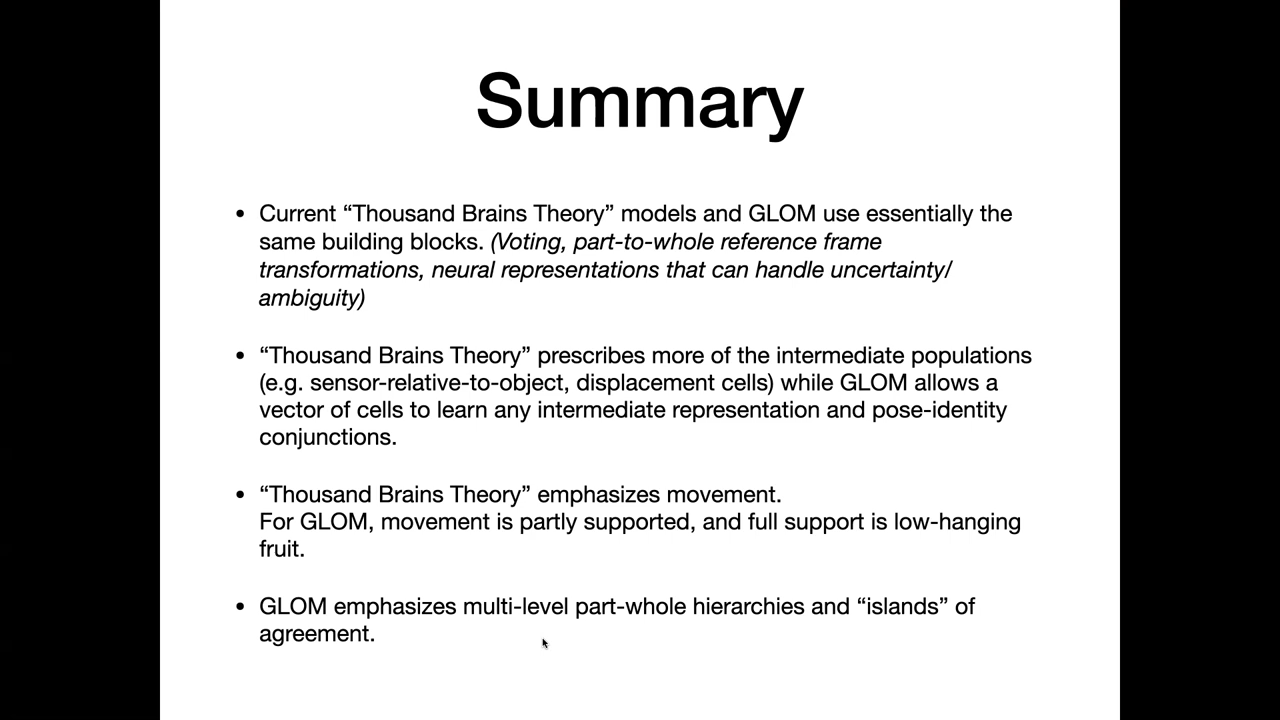 Summary
• Current “Thousand Brains Theory” models and GLOM use essentially the
same building blocks. (Voting, part-to-whole reference frame
transformations, neural representations that can handle uncertainty/
ambiguity)
• “Thousand Brains Theory” prescribes more of the intermediate populations
(e.g. sensor-relative-to-object, displacement cells) while GLOM allows a
vector of cells to learn any intermediate representation and pose-identity
conjunctions.
• “Thousand Brains Theory” emphasizes movement.
For GLOM, movement is partly supported, and full support is low-hanging
fruit.
• GLOM emphasizes multi-level part-whole hierarchies and “islands” of
agreement.